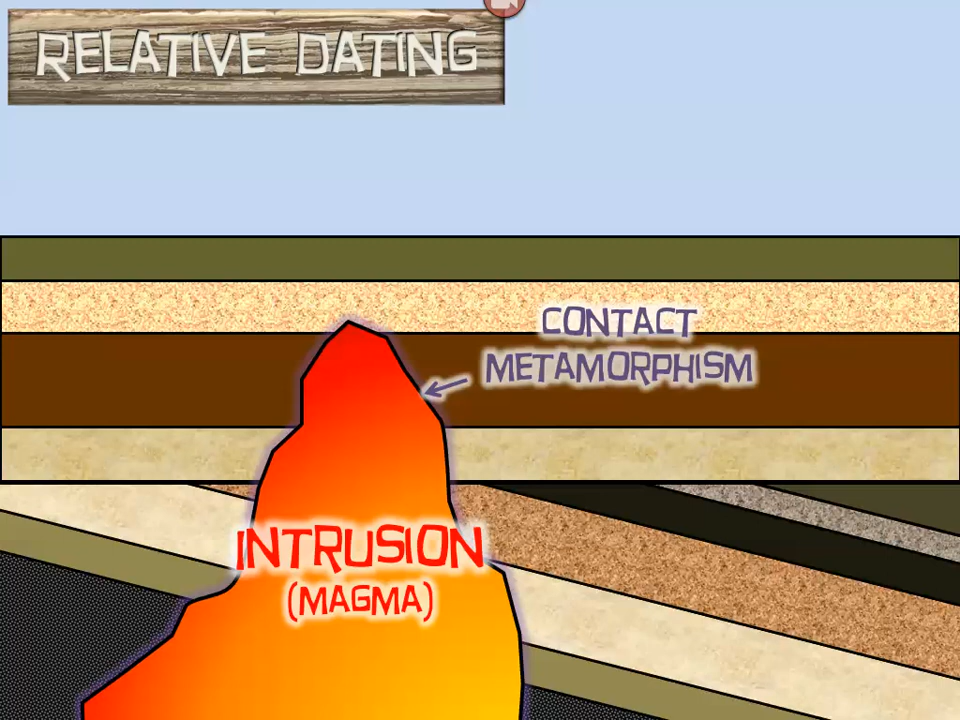 RELATIVE DATING
CONTACT
METAMORPHISM
INTRUSION
(MAGMA)